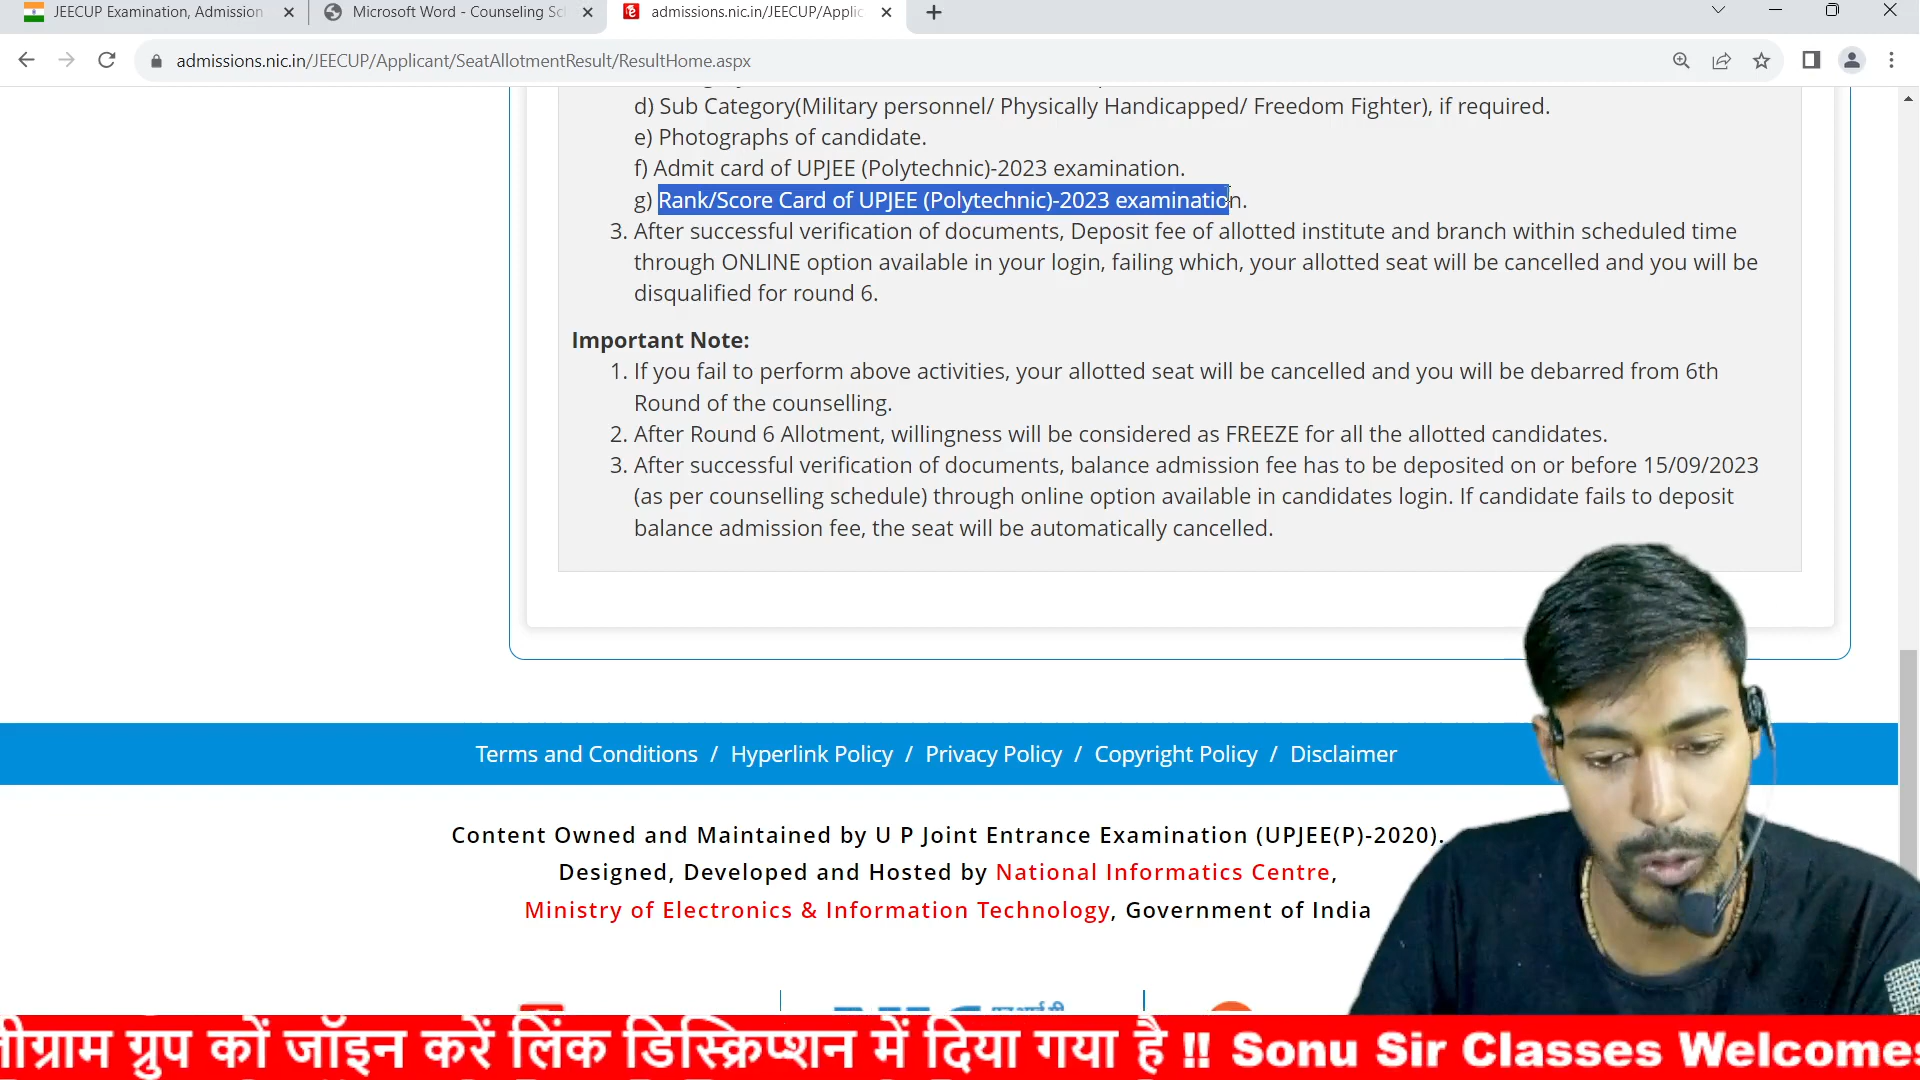 JEECUP Examination, Admission
Microsoft Word - Counseling Sc
admissions.nic.in/JEECUP/Applic
admissions.nic.in/JEECUP/Applicant/SeatAllotmentResult/ResultHome.aspx
d) Sub Category(Military personnel/ Physically Handicapped/ Freedom Fighter), if required.
e) Photographs of candidate.
f) Admit card of UPJEE (Polytechnic)-2023 examination.
g) Rank/Score Card of UPJEE (Polytechnic)-2023 examination.
3. After successful verification of documents, Deposit fee of allotted institute and branch within scheduled time
through ONLINE option available in your login, failing which, your allotted seat will be cancelled and you will be
disqualified for round 6.
Important Note:
1. If you fail to perform above activities, your allotted seat will be cancelled and you will be debarred from 6th
Round of the counselling.
2. After Round 6 Allotment, willingness will be considered as FREEZE for all the allotted candidates.
3. After successful verification of documents, balance admission fee has to be deposited on or before 15/09/2023
(as per counselling schedule) through online option available in candidates login. If candidate fails to deposit
balance admission fee, the seat will be automatically cancelled.
Terms and Conditions / Hyperlink Policy / Privacy Policy / Copyright Policy / Disclaimer
Content Owned and Maintained by U P Joint Entrance Examination (UPJEE(P)-2020).
Designed, Developed and Hosted by National Informatics Centre,
Ministry of Electronics & Information Technology, Government of India
ग्रुप कों जॉइन करें लिंक डिस्क्रिप्शन में दिया गया है !! Sonu Sir Classes Welcomes